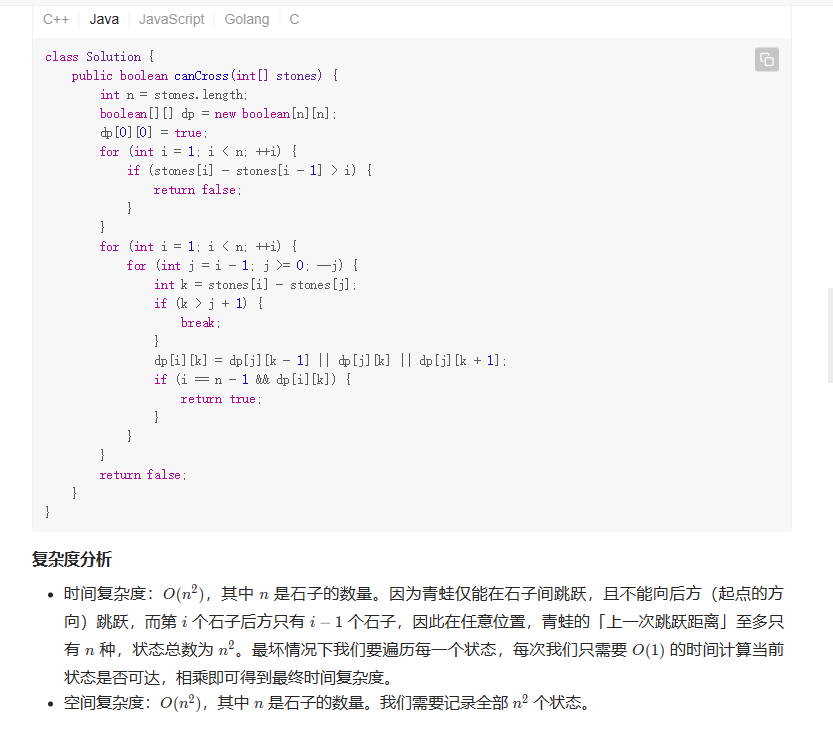 C++ Java JavaScript Golang C
class Solution {
    public boolean canCross(int[] stones) {
        int n = stones.length;
        boolean[][] dp = new boolean[n][n];
        dp[0][0] = true;
        for (int i = 1; i < n; ++i) {
            if (stones[i] - stones[i - 1] > i) {
                return false;
            }
        }
        for (int i = 1; i < n; ++i) {
            for (int j = i - 1; j >= 0; --j) {
                int k = stones[i] - stones[j];
                if (k > j + 1) {
                    break;
                }
                dp[i][k] = dp[j][k - 1] || dp[j][k] || dp[j][k + 1];
                if (i == n - 1 && dp[i][k]) {
                    return true;
                }
            }
        }
        return false;
    }
}
复杂度分析
• 时间复杂度：O(n²)，其中 n 是石子的数量。因为青蛙仅能在石子间跳跃，且不能向后方（起点的方
向）跳跃，而第 i 个石子后方只有 i − 1 个石子，因此在任意位置，青蛙的「上一次跳跃距离」至多只
有 n 种，状态总数为 n²。最坏情况下我们要遍历每一个状态，每次我们只需要 O(1) 的时间计算当前
状态是否可达，相乘即可得到最终时间复杂度。
• 空间复杂度：O(n²)，其中 n 是石子的数量。我们需要记录全部 n² 个状态。